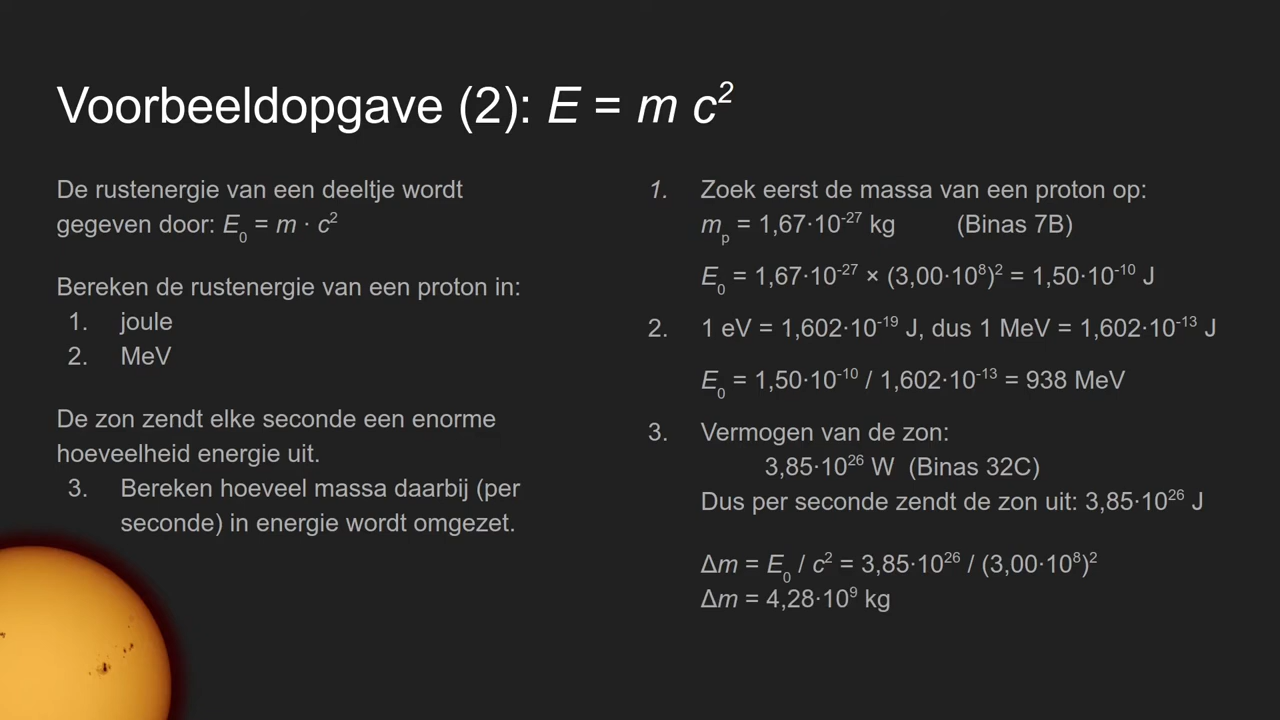 Voorbeeldopgave (2): E = m c²
De rustenergie van een deeltje wordt
gegeven door: E₀ = m · c²
Bereken de rustenergie van een proton in:
1. joule
2. MeV
De zon zendt elke seconde een enorme
hoeveelheid energie uit.
3. Bereken hoeveel massa daarbij (per
seconde) in energie wordt omgezet.
1. Zoek eerst de massa van een proton op:
mₚ = 1,67·10⁻²⁷ kg (Binas 7B)
E₀ = 1,67·10⁻²⁷ × (3,00·10⁸)² = 1,50·10⁻¹⁰ J
2. 1 eV = 1,602·10⁻¹⁹ J, dus 1 MeV = 1,602·10⁻¹³ J
E₀ = 1,50·10⁻¹⁰ / 1,602·10⁻¹³ = 938 MeV
3. Vermogen van de zon:
3,85·10²⁶ W (Binas 32C)
Dus per seconde zendt de zon uit: 3,85·10²⁶ J
Δm = E₀ / c² = 3,85·10²⁶ / (3,00·10⁸)²
Δm = 4,28·10⁹ kg